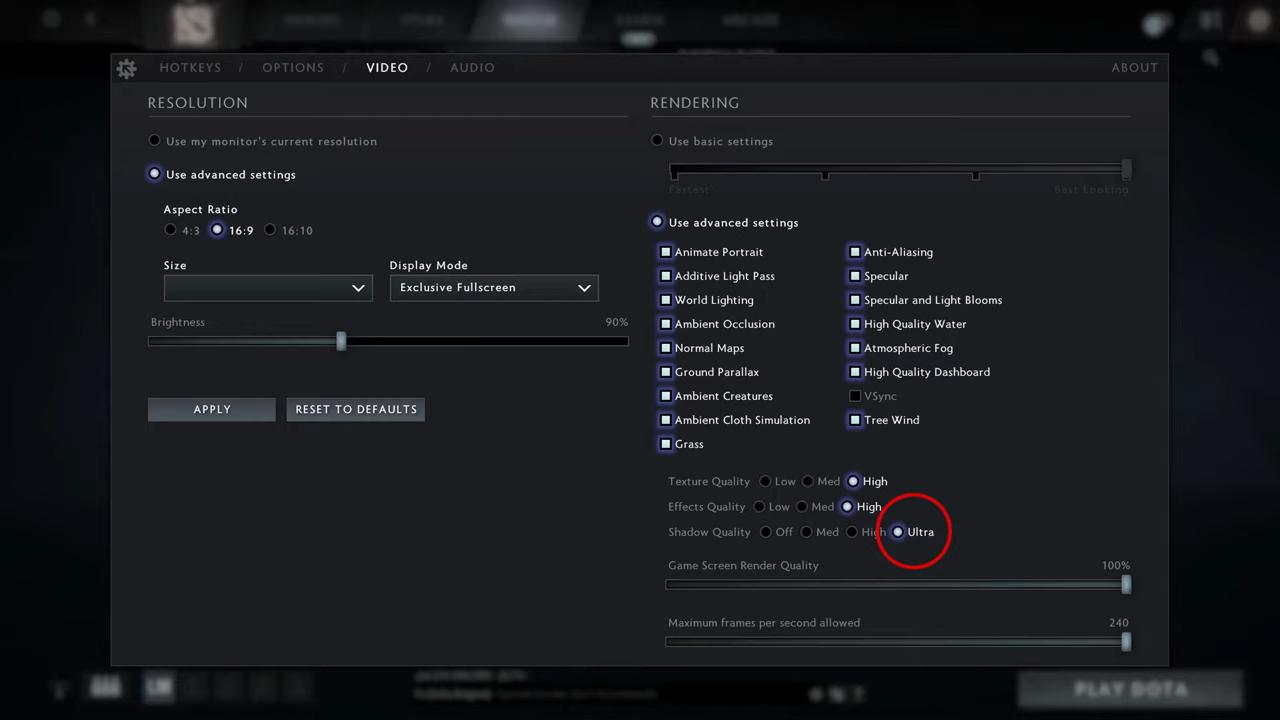 HOTKEYS / OPTIONS / VIDEO / AUDIO ABOUT
RESOLUTION
Use my monitor's current resolution
Use advanced settings
Aspect Ratio
4:3 16:9 16:10
Size Display Mode
Exclusive Fullscreen
Brightness 90%
APPLY RESET TO DEFAULTS
RENDERING
Use basic settings
Fastest Best Looking
Use advanced settings
Animate Portrait Anti-Aliasing
Additive Light Pass Specular
World Lighting Specular and Light Blooms
Ambient Occlusion High Quality Water
Normal Maps Atmospheric Fog
Ground Parallax High Quality Dashboard
Ambient Creatures VSync
Ambient Cloth Simulation Tree Wind
Grass
Texture Quality Low Med High
Effects Quality Low Med High
Shadow Quality Off Med High Ultra
Game Screen Render Quality 100%
Maximum frames per second allowed 240
PLAY DOTA